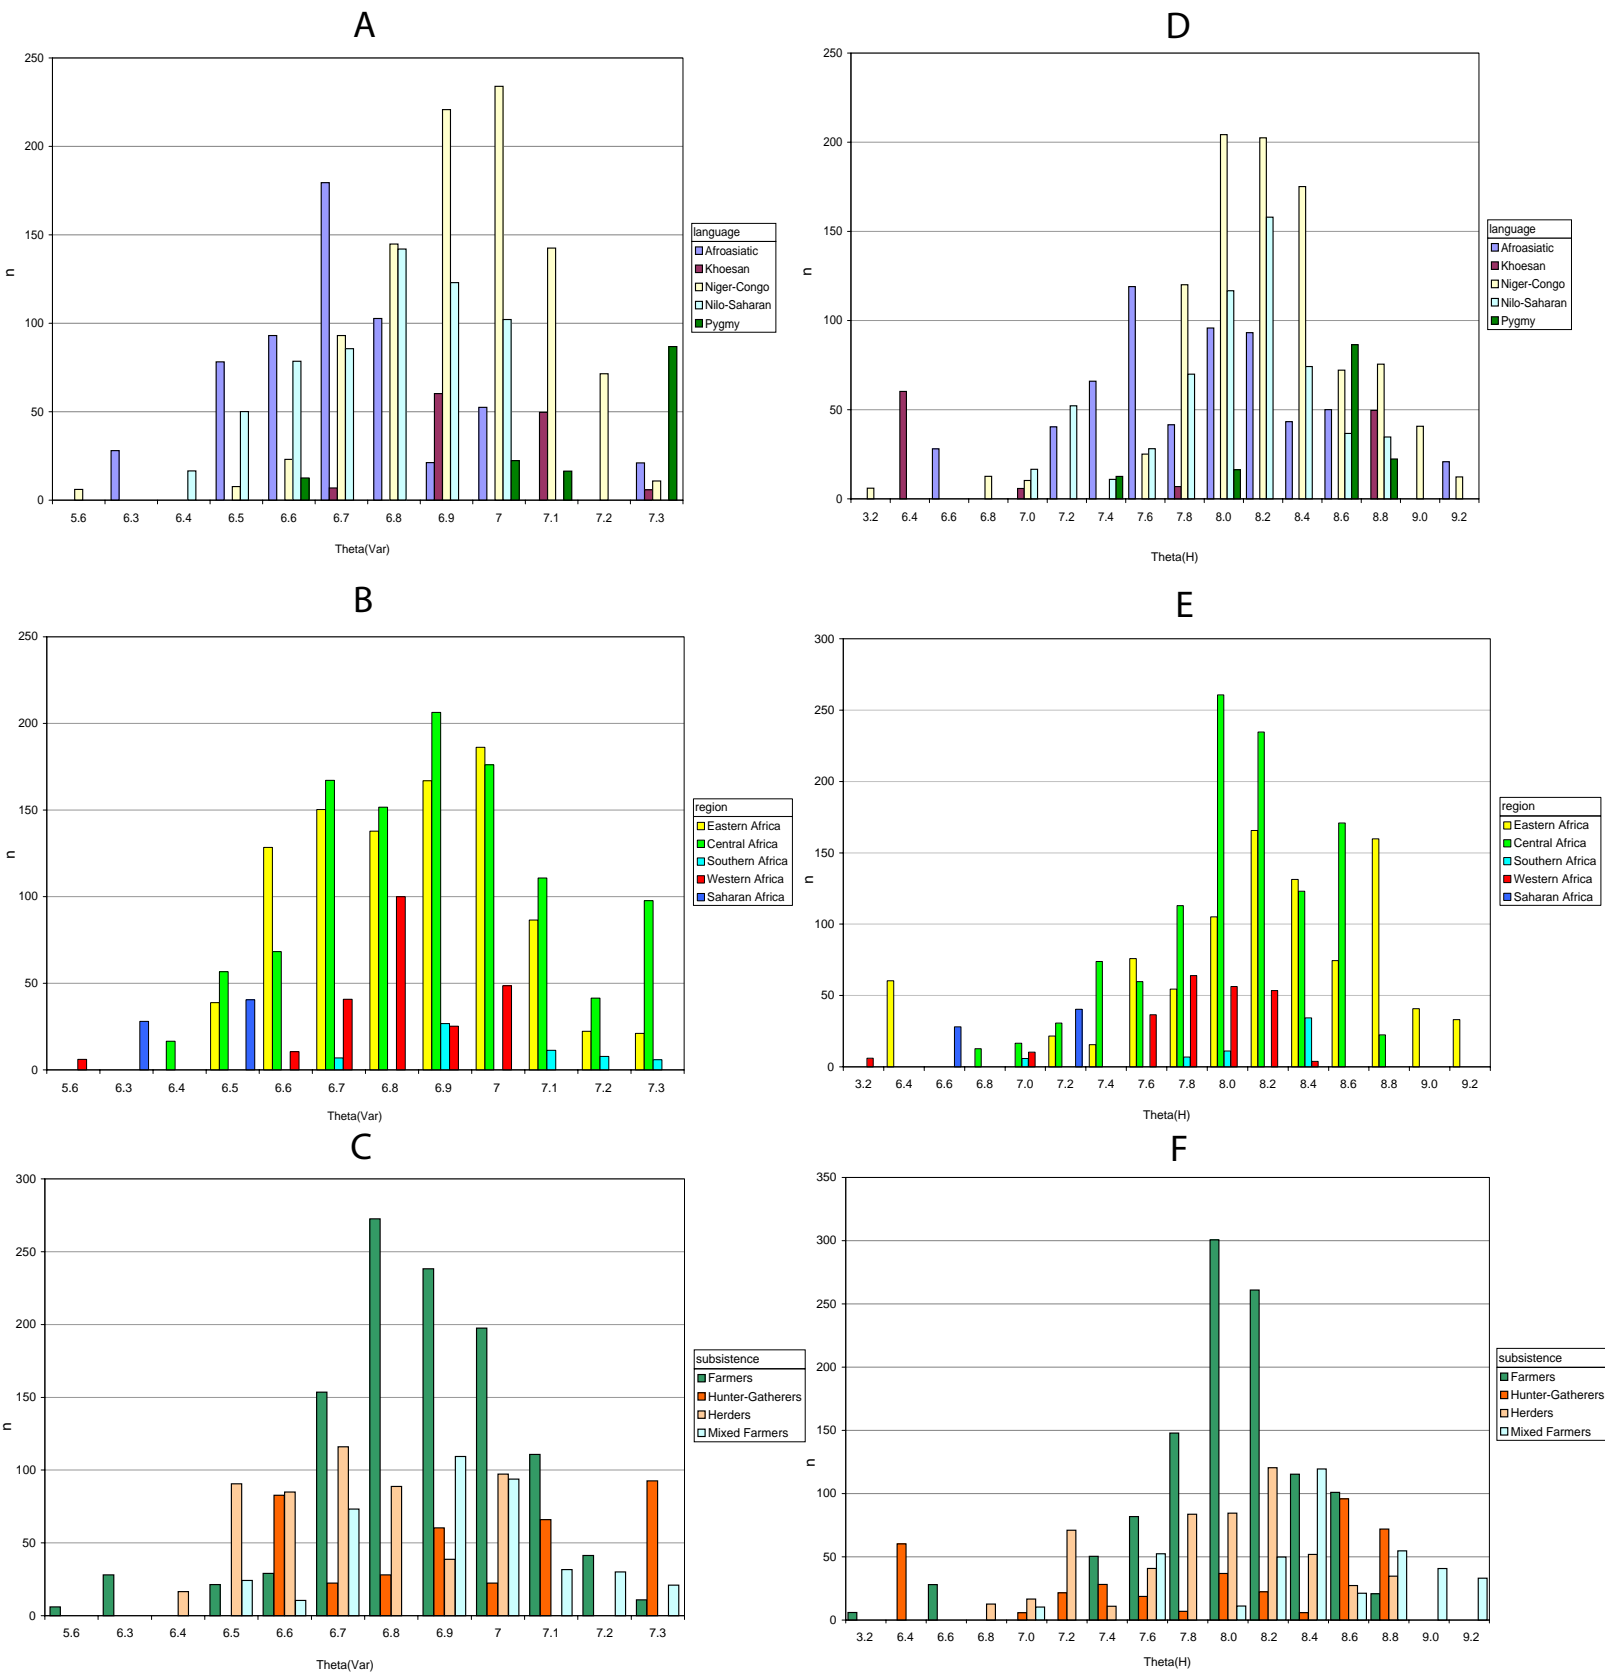 A
250
200
150
100
50
0
n
5.6 6.3 6.4 6.5 6.6 6.7 6.8 6.9 7 7.1 7.2 7.3
Theta(Var)
language
Afroasiatic
Khoesan
Niger-Congo
Nilo-Saharan
Pygmy
D
250
200
150
100
50
0
n
3.2 6.4 6.6 6.8 7.0 7.2 7.4 7.6 7.8 8.0 8.2 8.4 8.6 8.8 9.0 9.2
Theta(H)
language
Afroasiatic
Khoesan
Niger-Congo
Nilo-Saharan
Pygmy
B
250
200
150
100
50
0
n
5.6 6.3 6.4 6.5 6.6 6.7 6.8 6.9 7 7.1 7.2 7.3
Theta(Var)
region
Eastern Africa
Central Africa
Southern Africa
Western Africa
Saharan Africa
E
300
250
200
150
100
50
0
n
3.2 6.4 6.6 6.8 7.0 7.2 7.4 7.6 7.8 8.0 8.2 8.4 8.6 8.8 9.0 9.2
Theta(H)
region
Eastern Africa
Central Africa
Southern Africa
Western Africa
Saharan Africa
C
300
250
200
150
100
50
0
n
5.6 6.3 6.4 6.5 6.6 6.7 6.8 6.9 7 7.1 7.2 7.3
Theta(Var)
subsistence
Farmers
Hunter-Gatherers
Herders
Mixed Farmers
F
350
300
250
200
150
100
50
0
n
3.2 6.4 6.6 6.8 7.0 7.2 7.4 7.6 7.8 8.0 8.2 8.4 8.6 8.8 9.0 9.2
Theta(H)
subsistence
Farmers
Hunter-Gatherers
Herders
Mixed Farmers